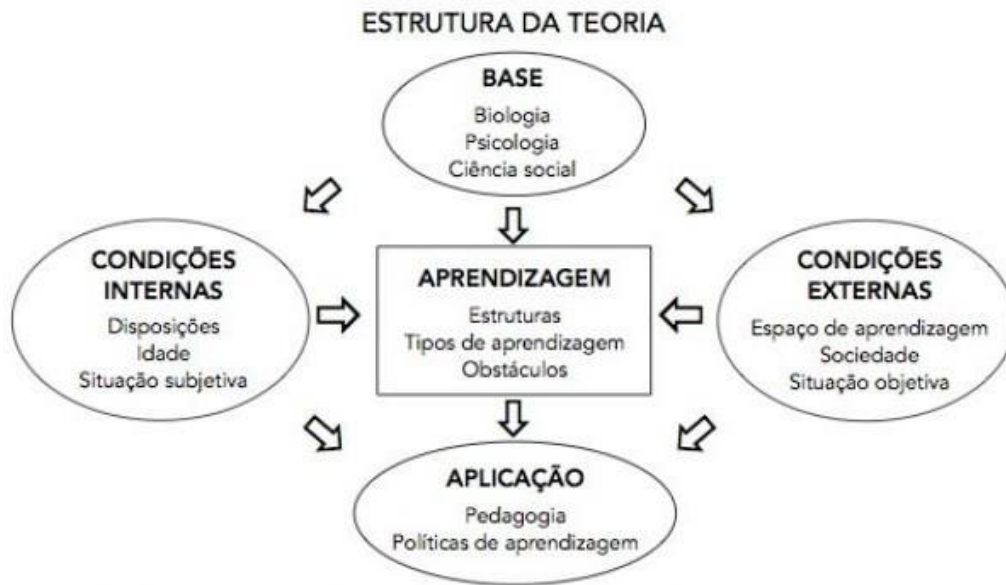 ESTRUTURA DA TEORIA
BASE
Biologia
Psicologia
Ciência social
CONDIÇÕES
INTERNAS
Disposições
Idade
Situação subjetiva
APRENDIZAGEM
Estruturas
Tipos de aprendizagem
Obstáculos
CONDIÇÕES
EXTERNAS
Espaço de aprendizagem
Sociedade
Situação objetiva
APLICAÇÃO
Pedagogia
Políticas de aprendizagem